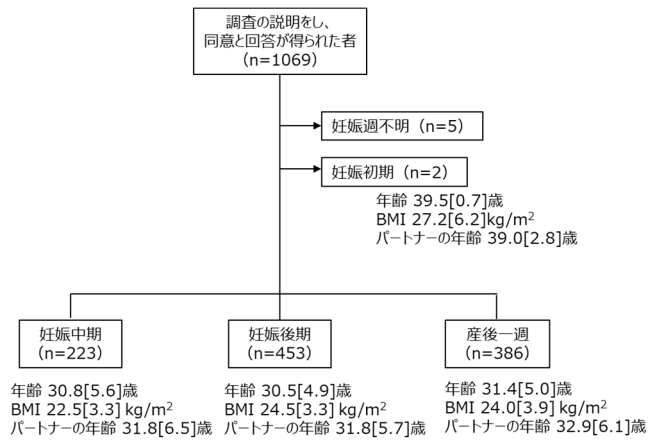 調査の説明をし、
同意と回答が得られた者
(n=1069)
妊娠週不明（n=5）
妊娠初期（n=2）
年齢 39.5[0.7]歳
BMI 27.2[6.2]kg/m²
パートナーの年齢 39.0[2.8]歳
妊娠中期
(n=223)
年齢 30.8[5.6]歳
BMI 22.5[3.3] kg/m²
パートナーの年齢 31.8[6.5]歳
妊娠後期
(n=453)
年齢 30.5[4.9]歳
BMI 24.5[3.3] kg/m²
パートナーの年齢 31.8[5.7]歳
産後一週
(n=386)
年齢 31.4[5.0]歳
BMI 24.0[3.9] kg/m²
パートナーの年齢 32.9[6.1]歳